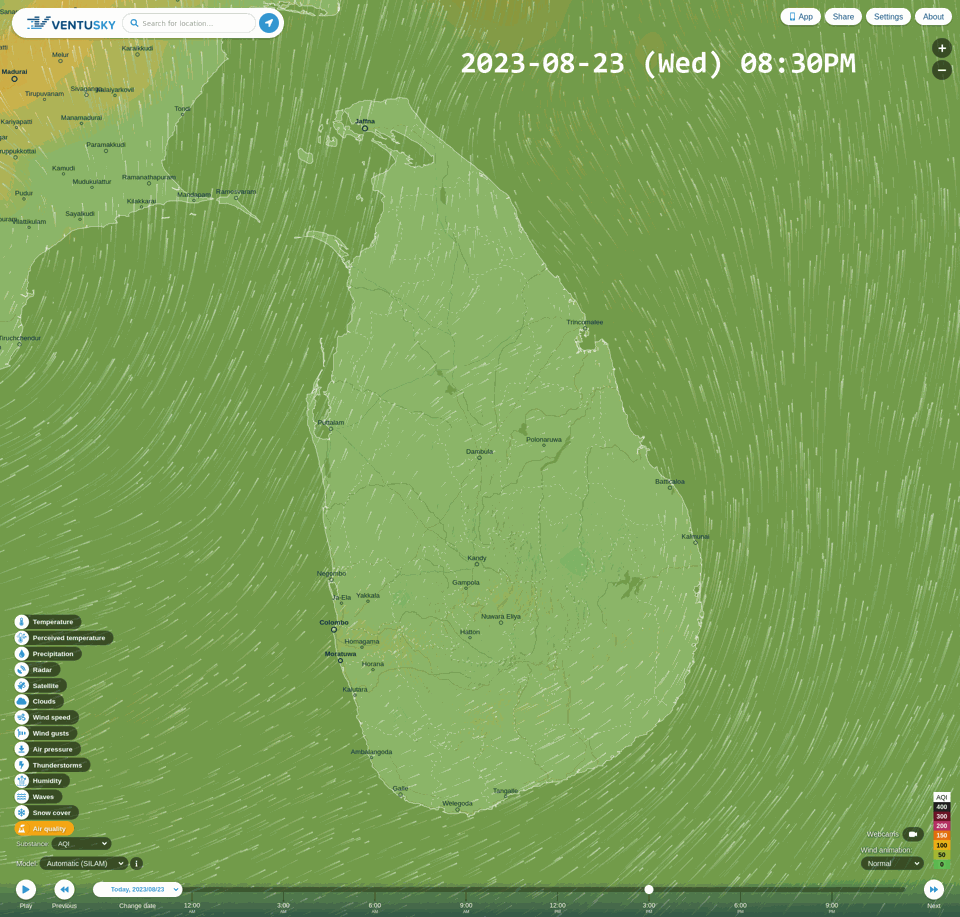 VENTUSKY
Search for location...
App
Share
Settings
About
2023-08-23 (Wed) 08:30PM
+
−
Karaikkudi
Melur
Madurai
Tirupuvanam
Tondi
Manamadurai
Jaffna
Paramakkudi
Kamudi
Ramanathapuram
Mudukulattur
Pudur
Mandapam
Rameswaram
Kilakkarai
Sayalkudi
Vilattikulam
Trincomalee
Tiruchchendur
Puttalam
Polonaruwa
Dambula
Batticaloa
Kalmunai
Kandy
Negombo
Gampola
Ja-Ela
Yakkala
Nuwara Eliya
Colombo
Hatton
Homagama
Moratuwa
Horana
Kalutara
Ambalangoda
Galle
Tangalle
Welegoda
Temperature
Perceived temperature
Precipitation
Radar
Satellite
Clouds
Wind speed
Wind gusts
Air pressure
Thunderstorms
Humidity
Waves
Snow cover
Air quality
Substance: AQI
Model: Automatic (SILAM)
i
AQI
400
300
200
150
100
50
0
Webcams
Wind animation:
Normal
Play
Previous
Today, 2023/08/23
Change date
12:00 AM
3:00 AM
6:00 AM
9:00 AM
12:00 PM
3:00 PM
6:00 PM
9:00 PM
Next